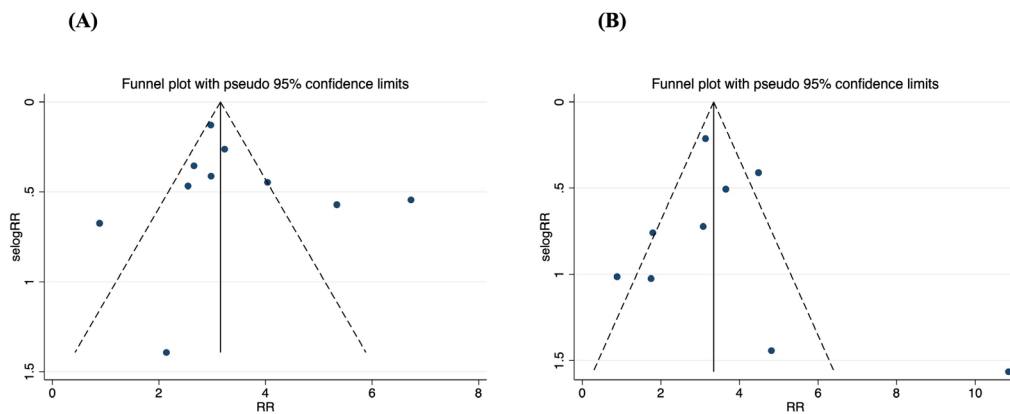 (A)
Funnel plot with pseudo 95% confidence limits
0
.5
1
1.5
selogRR
0 2 4 6 8
RR
(B)
Funnel plot with pseudo 95% confidence limits
0
.5
1
1.5
selogRR
0 2 4 6 8 10
RR